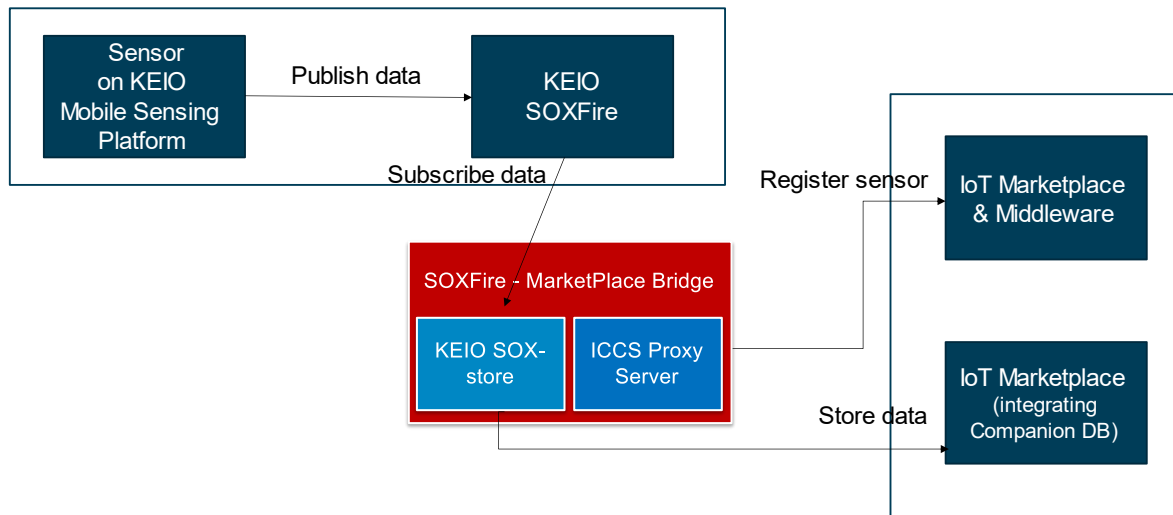 Sensor
on KEIO
Mobile Sensing
Platform
Publish data
KEIO
SOXFire
Subscribe data
Register sensor
IoT Marketplace
& Middleware
SOXFire - MarketPlace Bridge
KEIO SOX-
store
ICCS Proxy
Server
Store data
IoT Marketplace
(integrating
Companion DB)